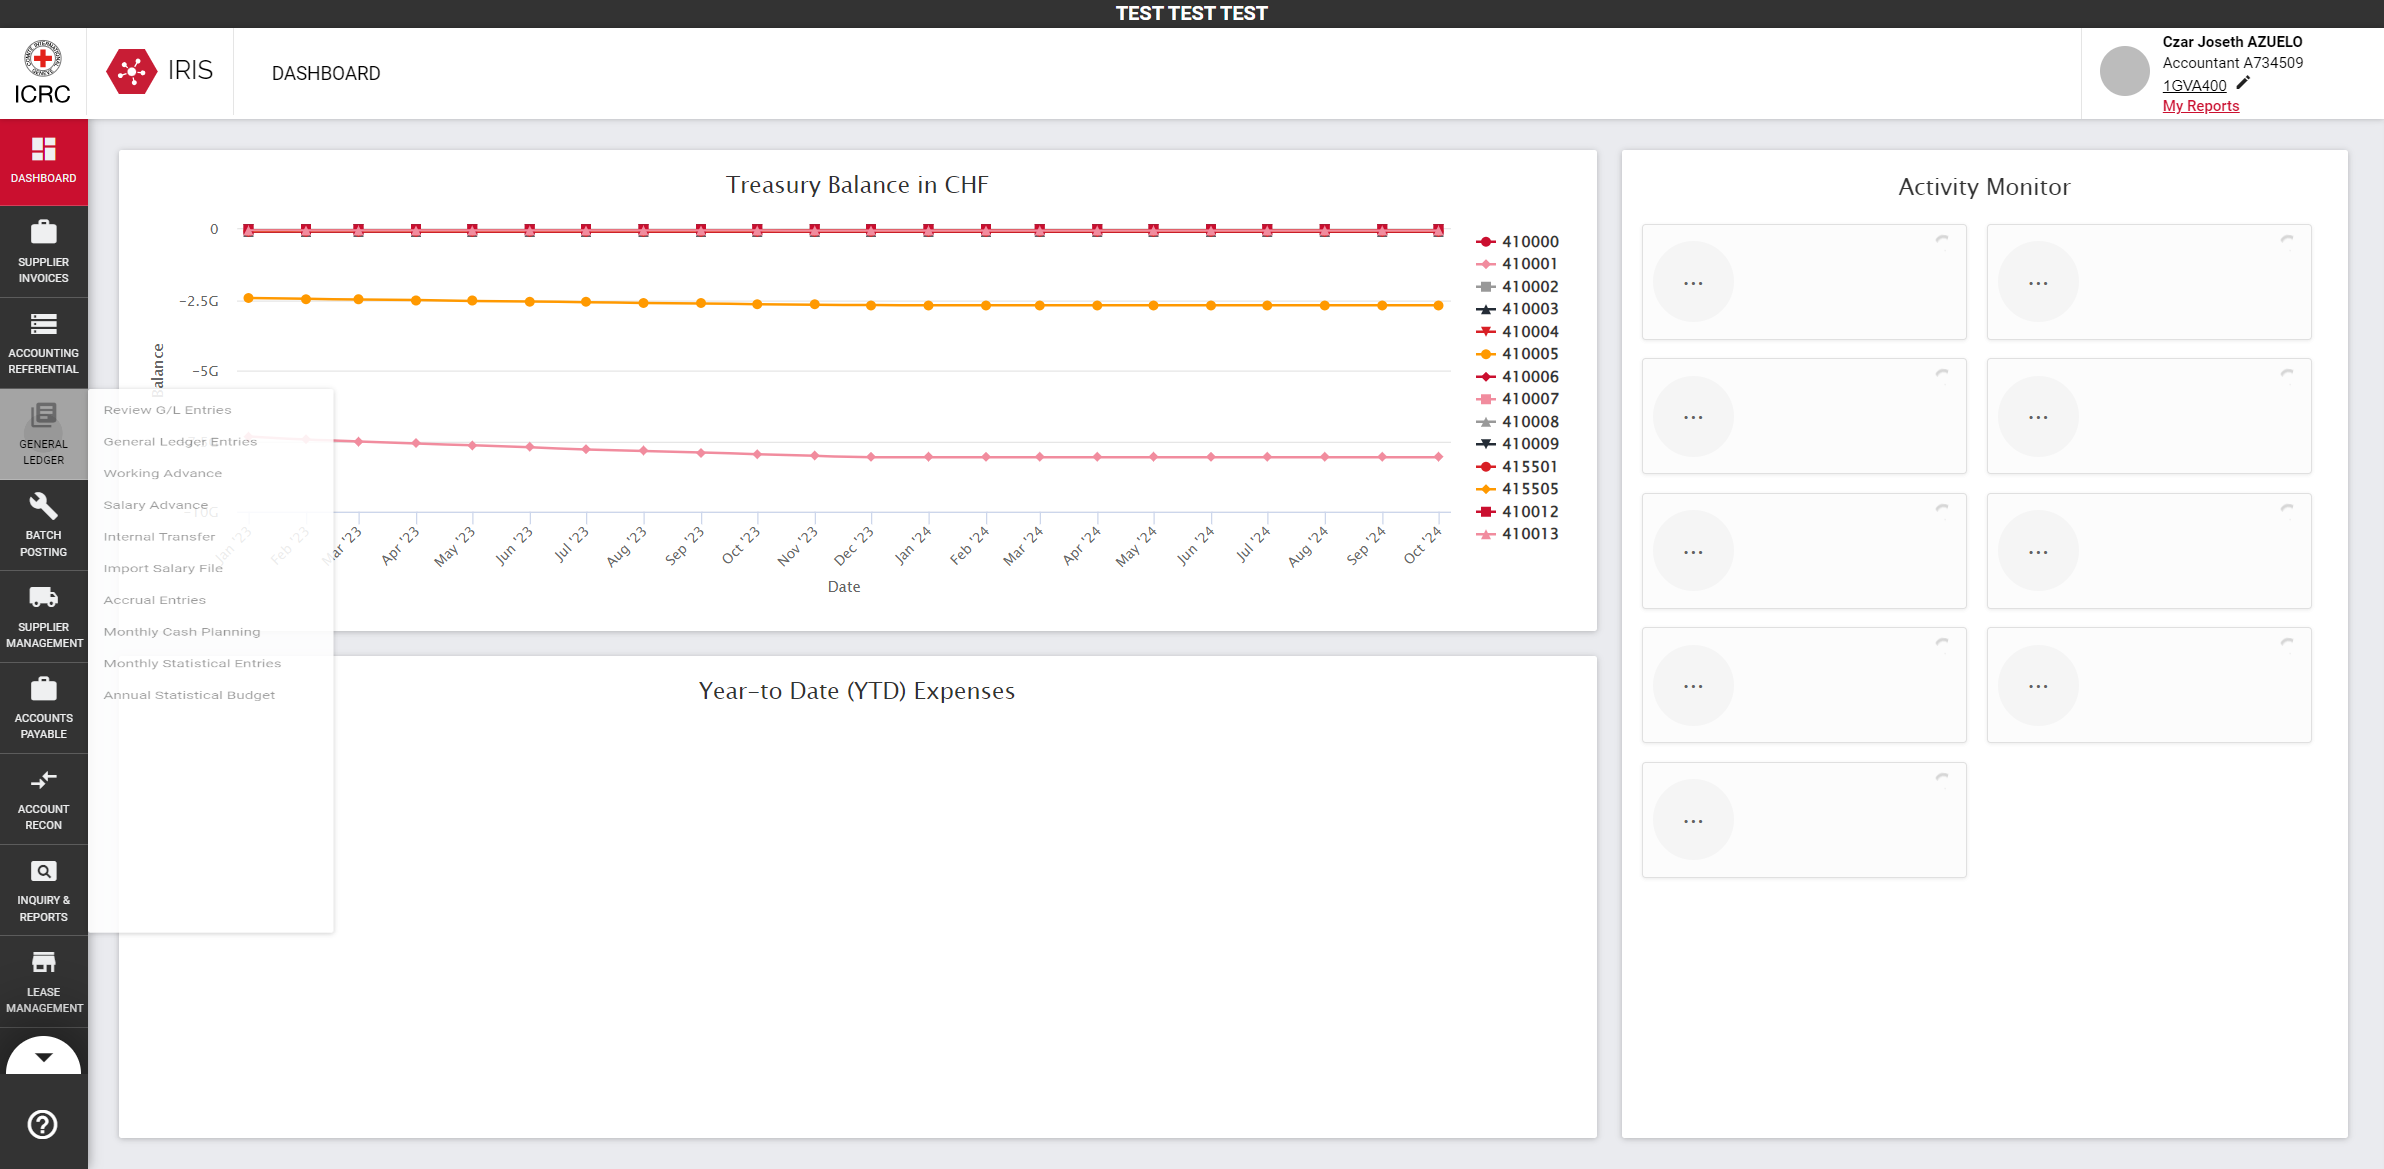 TEST TEST TEST
ICRC
IRIS
DASHBOARD
Czar Joseth AZUELO
Accountant A734509
1GVA400
My Reports
DASHBOARD
SUPPLIER
INVOICES
ACCOUNTING
REFERENTIAL
GENERAL
LEDGER
BATCH
POSTING
SUPPLIER
MANAGEMENT
ACCOUNTS
PAYABLE
ACCOUNT
RECON
INQUIRY &
REPORTS
LEASE
MANAGEMENT
Review G/L Entries
General Ledger Entries
Working Advance
Salary Advance
Internal Transfer
Import Salary File
Accrual Entries
Monthly Cash Planning
Monthly Statistical Entries
Annual Statistical Budget
Treasury Balance in CHF
Balance
0
-2.5G
-5G
-10G
Jan '23
Feb '23
Mar '23
Apr '23
May '23
Jun '23
Jul '23
Aug '23
Sep '23
Oct '23
Nov '23
Dec '23
Jan '24
Feb '24
Mar '24
Apr '24
May '24
Jun '24
Jul '24
Aug '24
Sep '24
Oct '24
Date
410000
410001
410002
410003
410004
410005
410006
410007
410008
410009
415501
415505
410012
410013
Year-to Date (YTD) Expenses
Activity Monitor
...
...
...
...
...
...
...
...
...